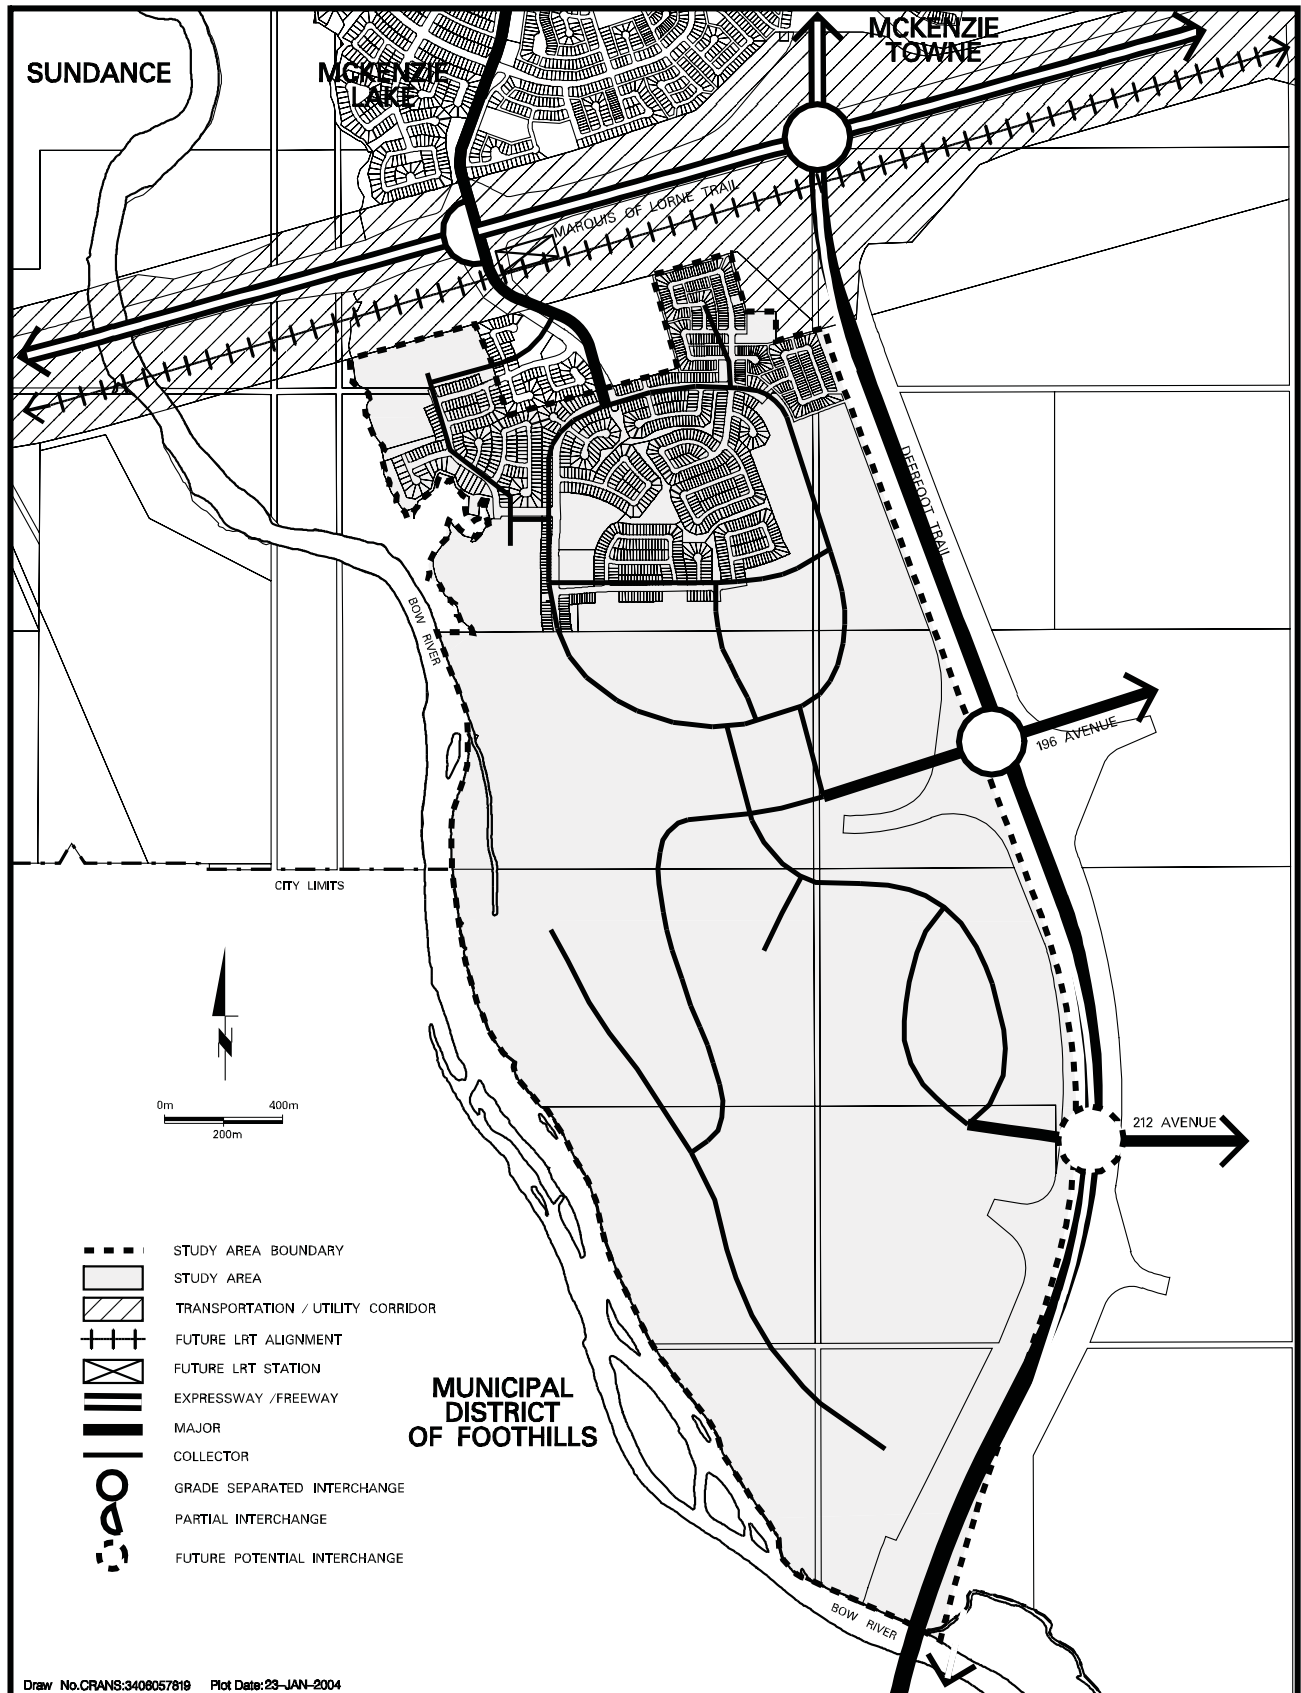 SUNDANCE
MCKENZIE
LAKE
MCKENZIE
TOWNE
MARQUIS OF LORNE TRAIL
DEERFOOT TRAIL
BOW RIVER
196 AVENUE
CITY LIMITS
N
0m 400m
200m
212 AVENUE
STUDY AREA BOUNDARY
STUDY AREA
TRANSPORTATION / UTILITY CORRIDOR
FUTURE LRT ALIGNMENT
FUTURE LRT STATION
EXPRESSWAY /FREEWAY
MAJOR
COLLECTOR
GRADE SEPARATED INTERCHANGE
PARTIAL INTERCHANGE
FUTURE POTENTIAL INTERCHANGE
MUNICIPAL
DISTRICT
OF FOOTHILLS
BOW RIVER
Draw No.CRANS:3406057819 Plot Date:23-JAN-2004